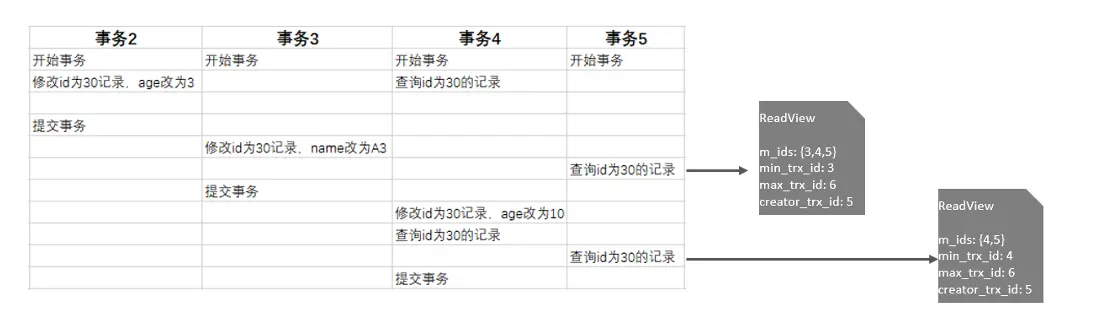 事务2 事务3 事务4 事务5
开始事务 开始事务 开始事务 开始事务
修改id为30记录，age改为3 查询id为30的记录
提交事务
修改id为30记录，name改为A3
查询id为30的记录
提交事务
修改id为30记录，age改为10
查询id为30的记录
查询id为30的记录
提交事务
ReadView
m_ids: {3,4,5}
min_trx_id: 3
max_trx_id: 6
creator_trx_id: 5
ReadView
m_ids: {4,5}
min_trx_id: 4
max_trx_id: 6
creator_trx_id: 5